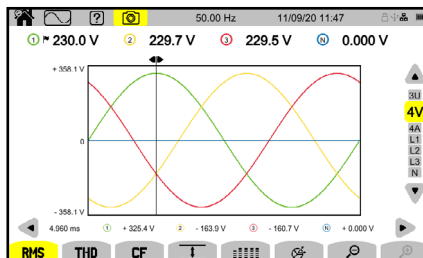 50.00 Hz 11/09/20 11:47
1 230.0 V 2 229.7 V 3 229.5 V N 0.000 V
+ 358.1 V
0
- 358.1 V
3U
4V
4A
L1
L2
L3
N
4.960 ms 1 + 325.4 V 2 - 163.9 V 3 - 160.7 V N + 0.000 V
RMS THD CF